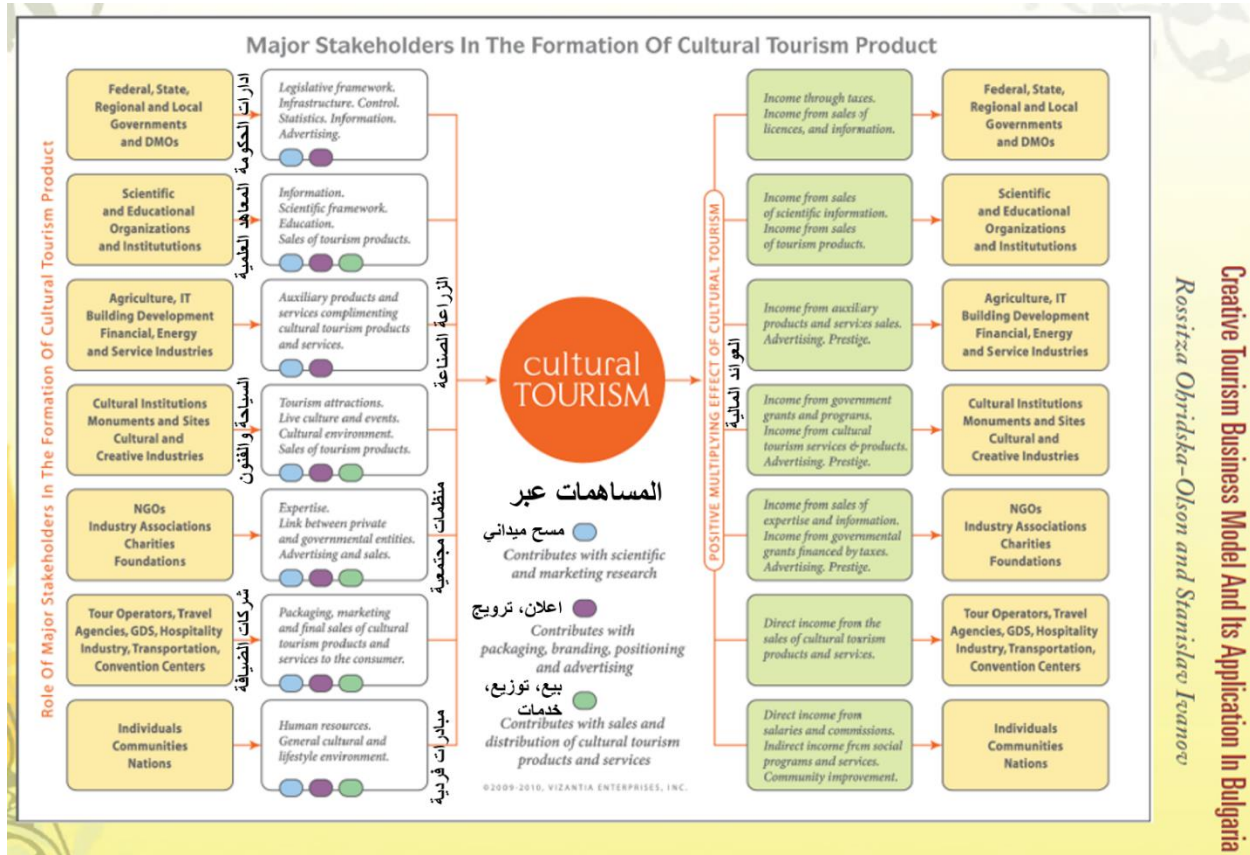 Major Stakeholders In The Formation Of Cultural Tourism Product
Role Of Major Stakeholders In The Formation Of Cultural Tourism Product
Federal, State,
Regional and Local
Governments
and DMOs
ادارات الحكومة
Legislative framework.
Infrastructure. Control.
Statistics. Information.
Advertising.
Scientific
and Educational
Organizations
and Institututions
المعاهد العلمية
Information.
Scientific framework.
Education.
Sales of tourism products.
Agriculture, IT
Building Development
Financial, Energy
and Service Industries
Auxiliary products and
services complimenting
cultural tourism products
and services.
الزراعة الصناعة
Cultural Institutions
Monuments and Sites
Cultural and
Creative Industries
السياحة والفنون
Tourism attractions.
Live culture and events.
Cultural environment.
Sales of tourism products.
NGOs
Industry Associations
Charities
Foundations
Expertise.
Link between private
and governmental entities.
Advertising and sales.
منظمات مجتمعية
Tour Operators, Travel
Agencies, GDS, Hospitality
Industry, Transportation,
Convention Centers
شركات الضيافة
Packaging, marketing
and final sales of cultural
tourism products and
services to the consumer.
Individuals
Communities
Nations
Human resources.
General cultural and
lifestyle environment.
مبادرات فردية
cultural
TOURISM
المساهمات عبر
مسح ميداني
Contributes with scientific
and marketing research
اعلان، ترويج
Contributes with
packaging, branding, positioning
and advertising
بيع، توزيع،
خدمات
Contributes with sales and
distribution of cultural tourism
products and services
©2009-2010, VIZANTIA ENTERPRISES, INC.
POSITIVE MULTIPLYING EFFECT OF CULTURAL TOURISM
العوائد المالية
Income through taxes.
Income from sales of
licences, and information.
Federal, State,
Regional and Local
Governments
and DMOs
Income from sales
of scientific information.
Income from sales
of tourism products.
Scientific
and Educational
Organizations
and Institututions
Income from auxiliary
products and services sales.
Advertising. Prestige.
Agriculture, IT
Building Development
Financial, Energy
and Service Industries
Income from government
grants and programs.
Income from cultural
tourism services & products.
Advertising. Prestige.
Cultural Institutions
Monuments and Sites
Cultural and
Creative Industries
Income from sales of
expertise and information.
Income from governmental
grants financed by taxes.
Advertising. Prestige.
NGOs
Industry Associations
Charities
Foundations
Direct income from the
sales of cultural tourism
products and services.
Tour Operators, Travel
Agencies, GDS, Hospitality
Industry, Transportation,
Convention Centers
Direct income from
salaries and commissions.
Indirect income from social
programs and services.
Community improvement.
Individuals
Communities
Nations
Creative Tourism Business Model And Its Application In Bulgaria
Rossitza Ohridska-Olson and Stanislav Ivanov